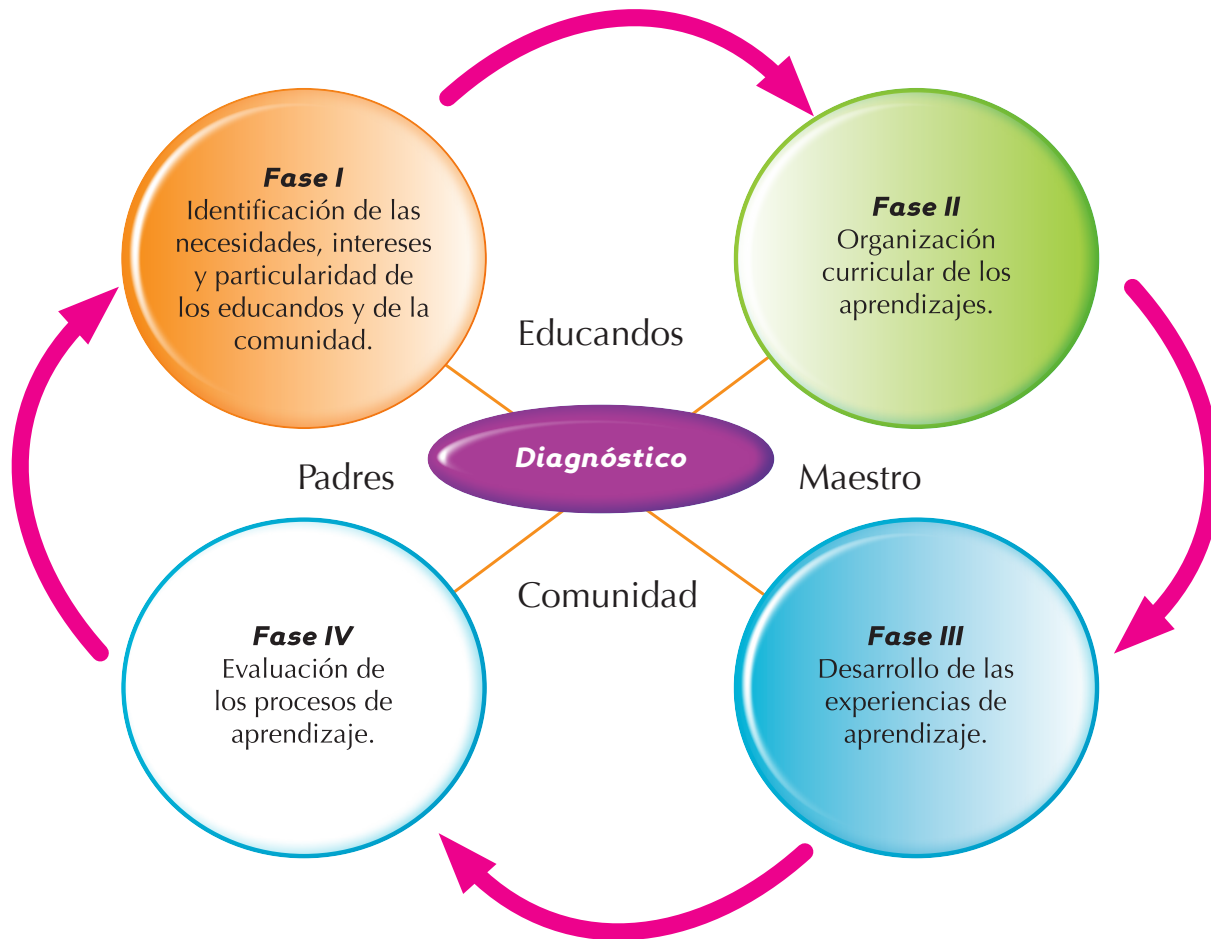 Fase I
Identificación de las
necesidades, intereses
y particularidad de
los educandos y de la
comunidad.
Fase II
Organización
curricular de los
aprendizajes.
Educandos
Diagnóstico
Padres
Maestro
Comunidad
Fase IV
Evaluación de
los procesos de
aprendizaje.
Fase III
Desarrollo de las
experiencias de
aprendizaje.